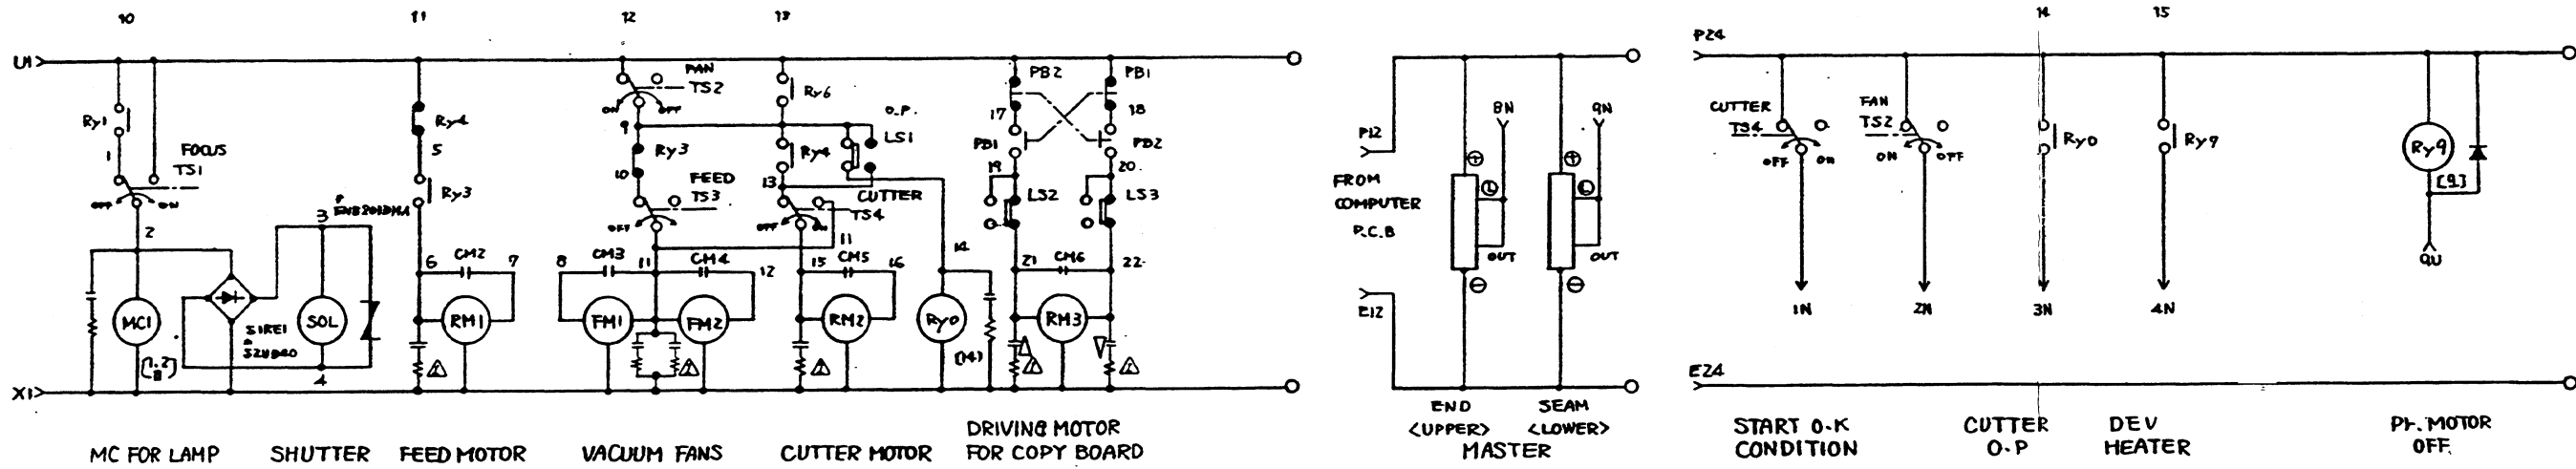 10 11 12 13 14 15
U1
P24
FAN
TS2
ON OFF
PB2 PB1
Ry1
Ry4
Ry6
O.P.
LS1
17 18
8N 9N
CUTTER
TS4
FAN
TS2
Ry0
Ry7
Ry9
[9]
9
P12
1
FOCUS
TS1
5
Ry3
Ry4
PB1 PB2
OFF ON
ON OFF
10
FEED
TS3
13
CUTTER
TS4
19 20
FROM
COMPUTER
P.C.B
L L
OFF ON
Ry3
OFF
OFF ON
LS2 LS3
2
3
11
14
OUT OUT
9U
6 CM2 7
8 CM3 11 CM4 12
15 CM5 16
21 CM6 22
E12
1N 2N 3N 4N
MC1
SIRE1
SOL
RM1
FM1
FM2
RM2
Ry0
RM3
[1.2]
4
[14]
X1
E24
END
<UPPER>
SEAM
<LOWER>
MC FOR LAMP
SHUTTER
FEED MOTOR
VACUUM FANS
CUTTER MOTOR
DRIVING MOTOR
FOR COPY BOARD
MASTER
START O.K
CONDITION
CUTTER
O.P
DEV
HEATER
MOTOR
OFF.